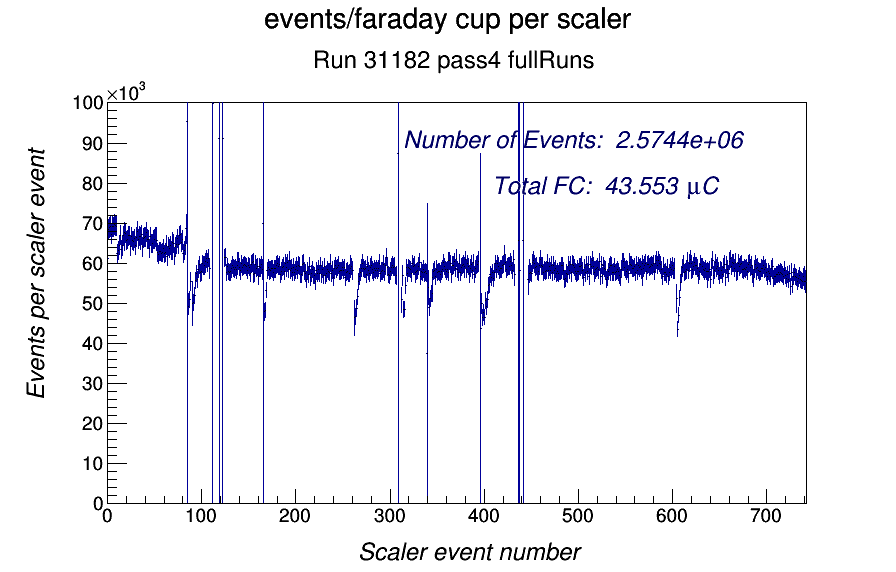 events/faraday cup per scaler
Run 31182 pass4 fullRuns
×10³
100
90
80
70
60
50
40
30
20
10
0
Events per scaler event
Number of Events: 2.5744e+06
Total FC: 43.553 μC
0 100 200 300 400 500 600 700
Scaler event number